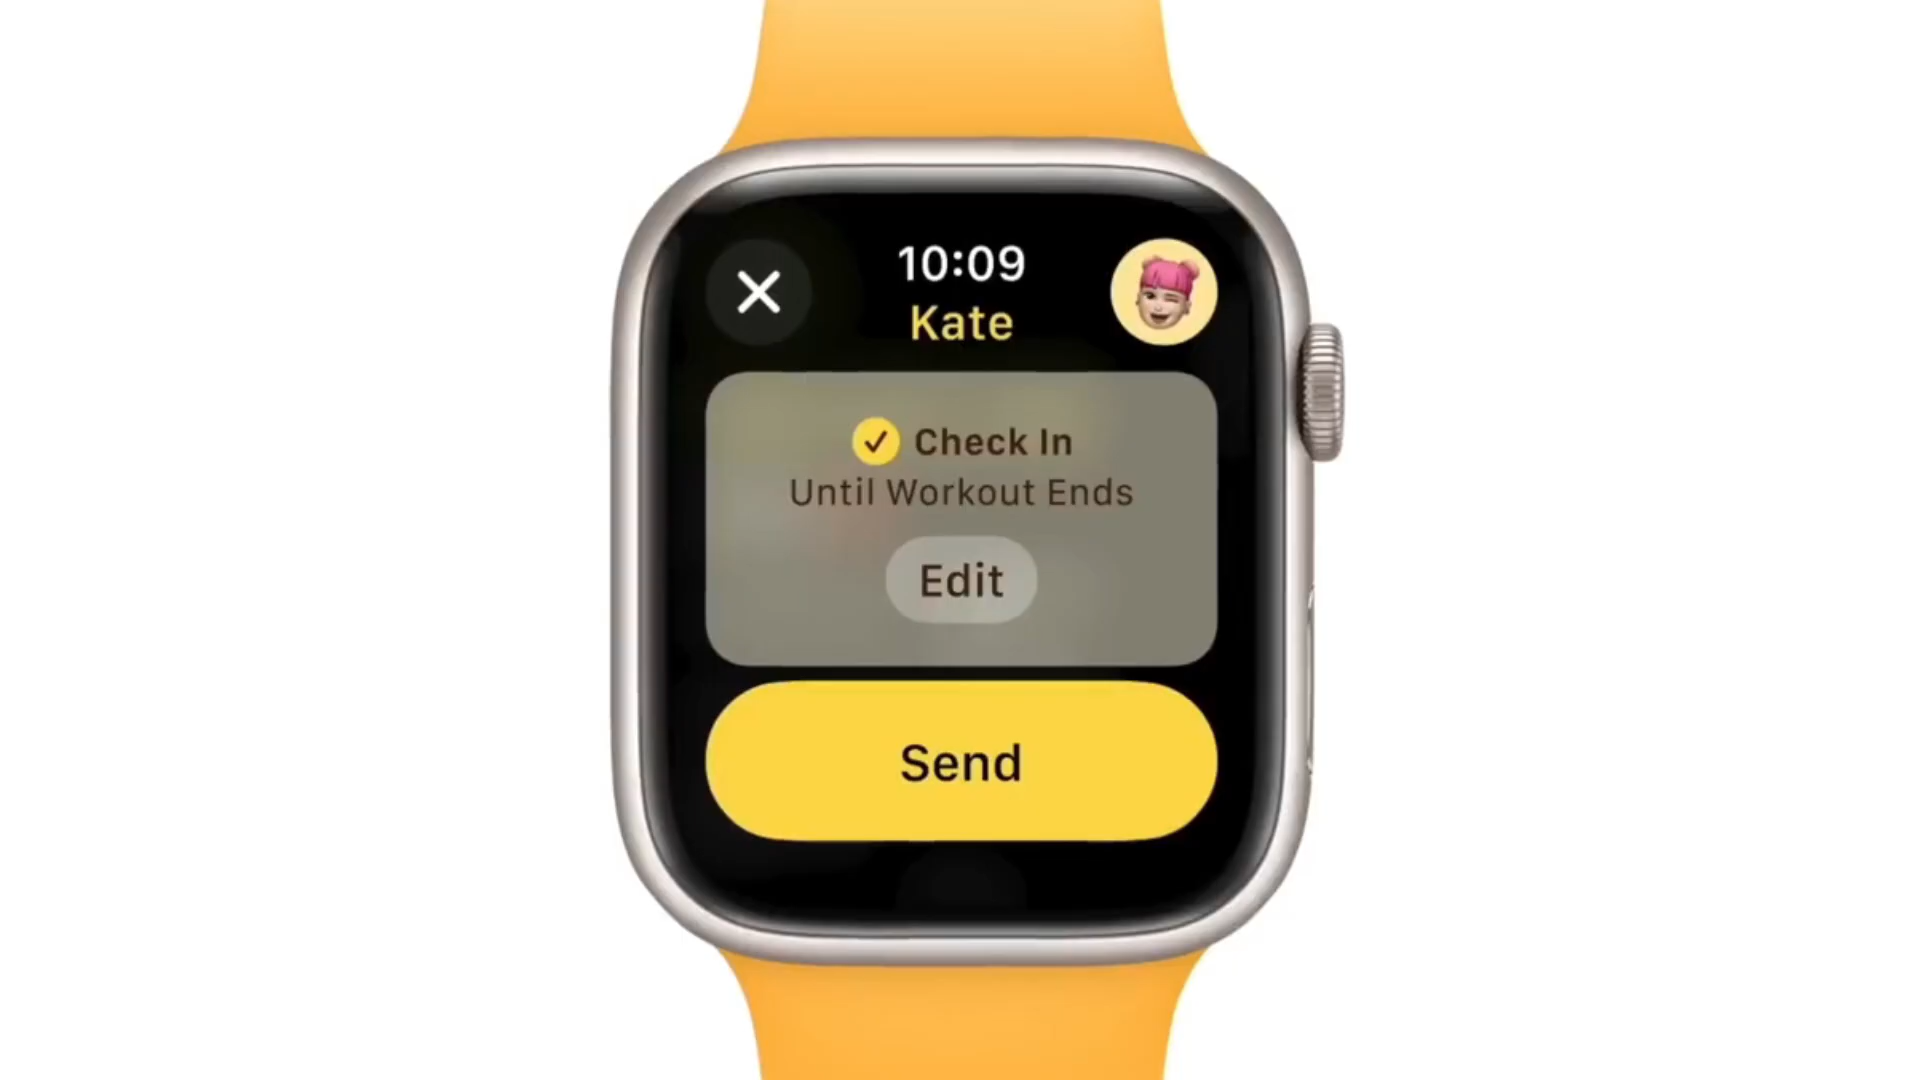 10:09
Kate
Check In
Until Workout Ends
Edit
Send